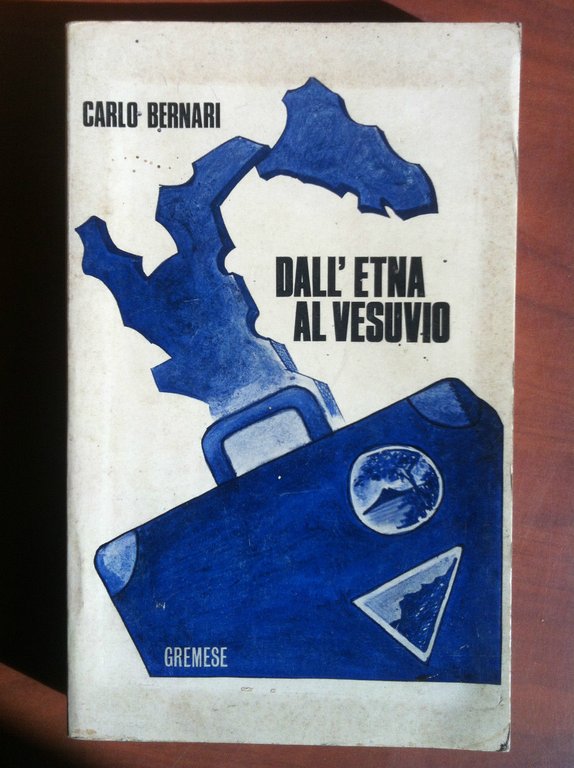 CARLO BERNARI
DALL' ETNA
AL VESUVIO
GREMESE